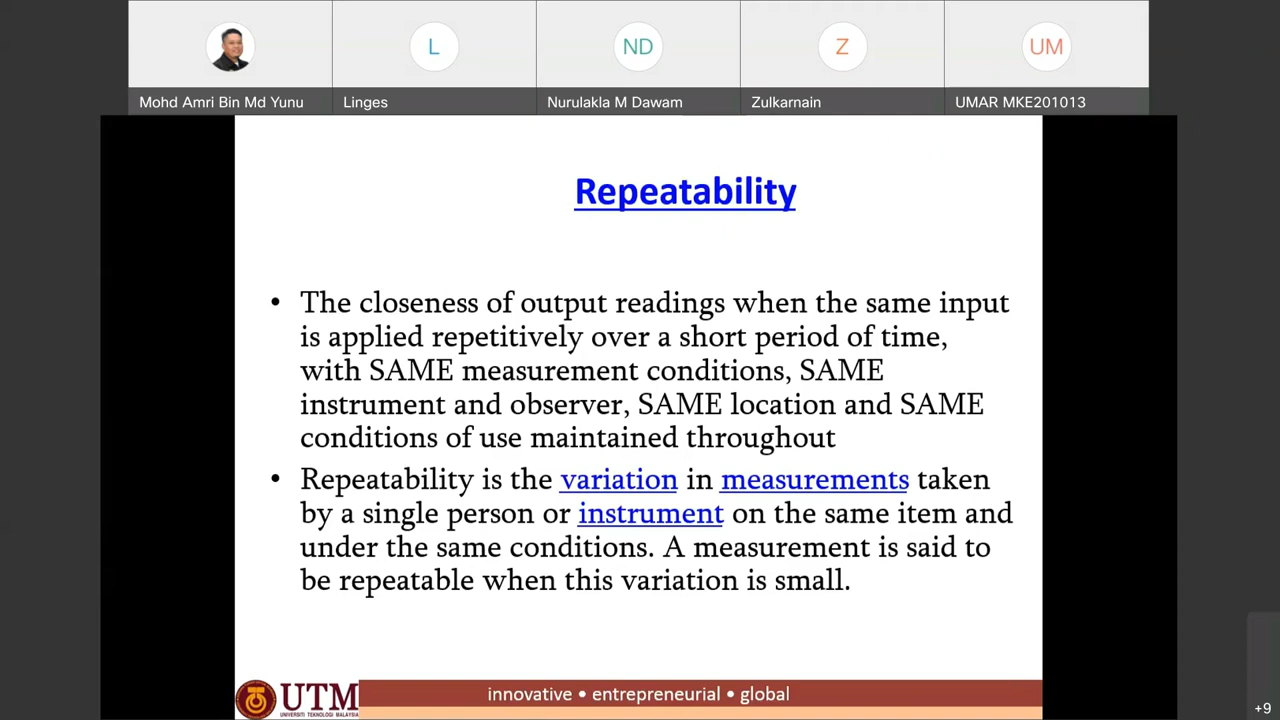 L
ND
Z
UM
Mohd Amri Bin Md Yunu
Linges
Nurulakla M Dawam
Zulkarnain
UMAR MKE201013
Repeatability
• The closeness of output readings when the same input
is applied repetitively over a short period of time,
with SAME measurement conditions, SAME
instrument and observer, SAME location and SAME
conditions of use maintained throughout
• Repeatability is the variation in measurements taken
by a single person or instrument on the same item and
under the same conditions. A measurement is said to
be repeatable when this variation is small.
UTM
UNIVERSITI TEKNOLOGI MALAYSIA
innovative • entrepreneurial • global
+9